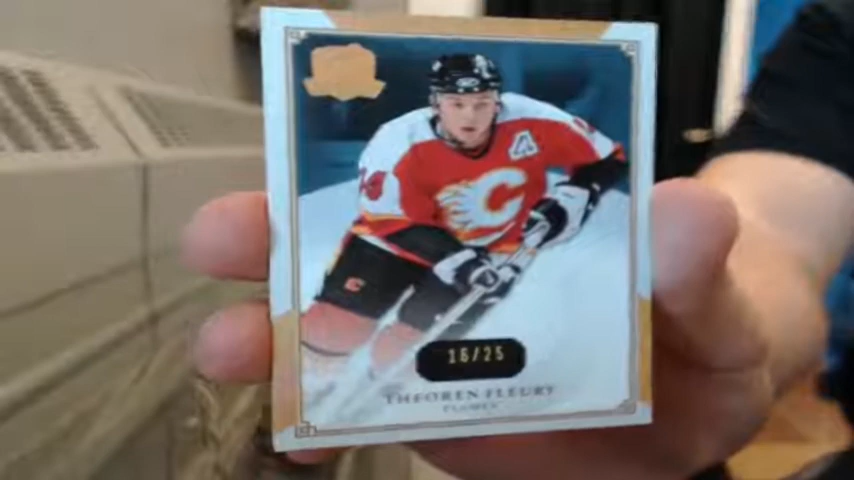 A
C
C
16/25
THEOREN FLEURY
FLAMES